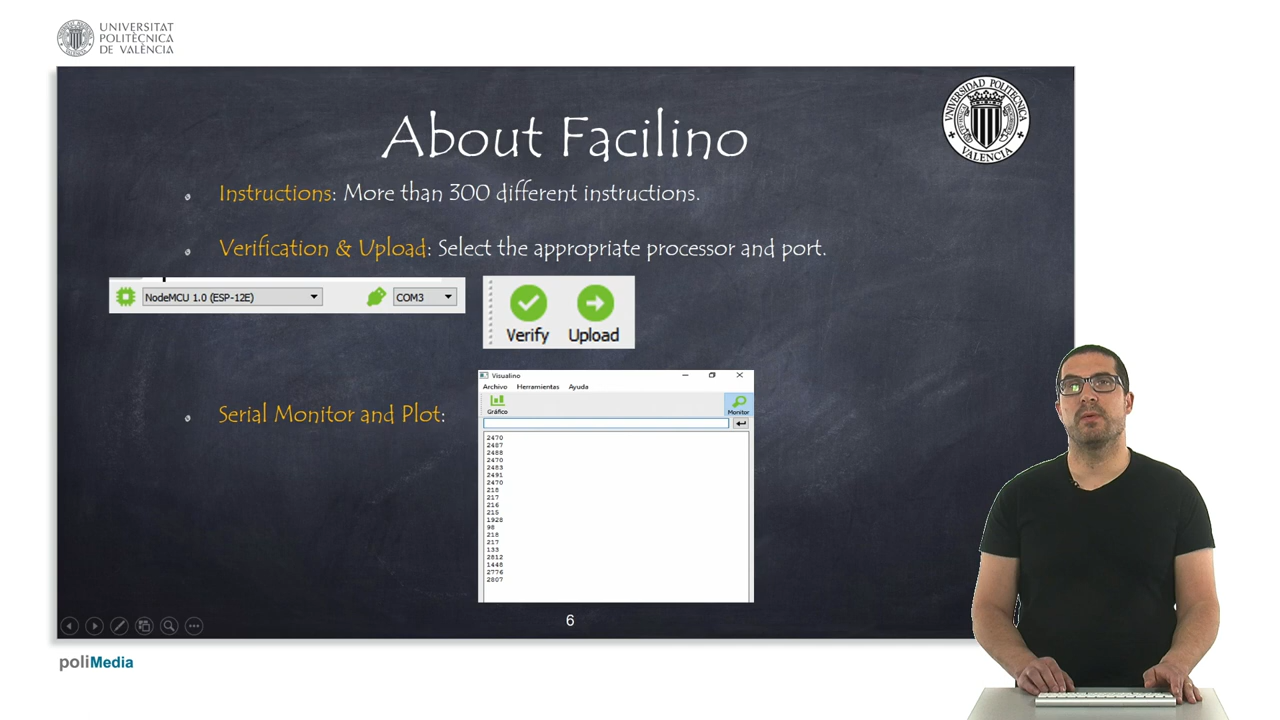 UNIVERSITAT
POLITÈCNICA
DE VALÈNCIA
About Facilino
UNIVERSIDAD POLITECNICA
VALENCIA
Instructions: More than 300 different instructions.
Verification & Upload: Select the appropriate processor and port.
NodeMCU 1.0 (ESP-12E)
COM3
Verify
Upload
Visualino
Archivo Herramientas Ayuda
Gráfico
Monitor
Serial Monitor and Plot:
2470
2487
2488
2470
2483
2491
2470
218
217
216
215
1928
98
218
217
133
2812
1448
2776
2807
6
poliMedia